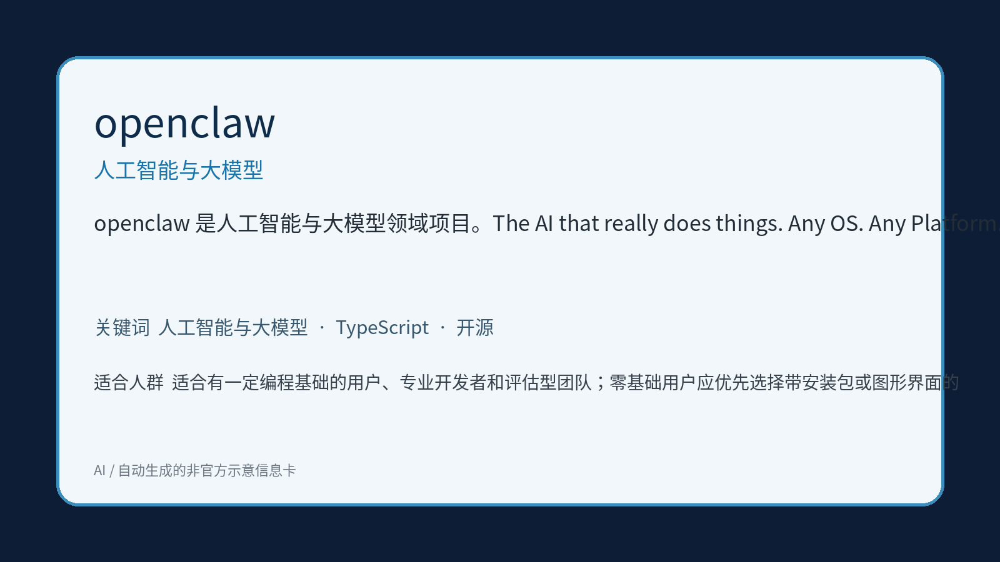 openclaw
人工智能与大模型
openclaw 是人工智能与大模型领域项目。The AI that really does things. Any OS. Any Platform.
关键词 人工智能与大模型 · TypeScript · 开源
适合人群 适合有一定编程基础的用户、专业开发者和评估型团队；零基础用户应优先选择带安装包或图形界面的
AI / 自动生成的非官方示意信息卡